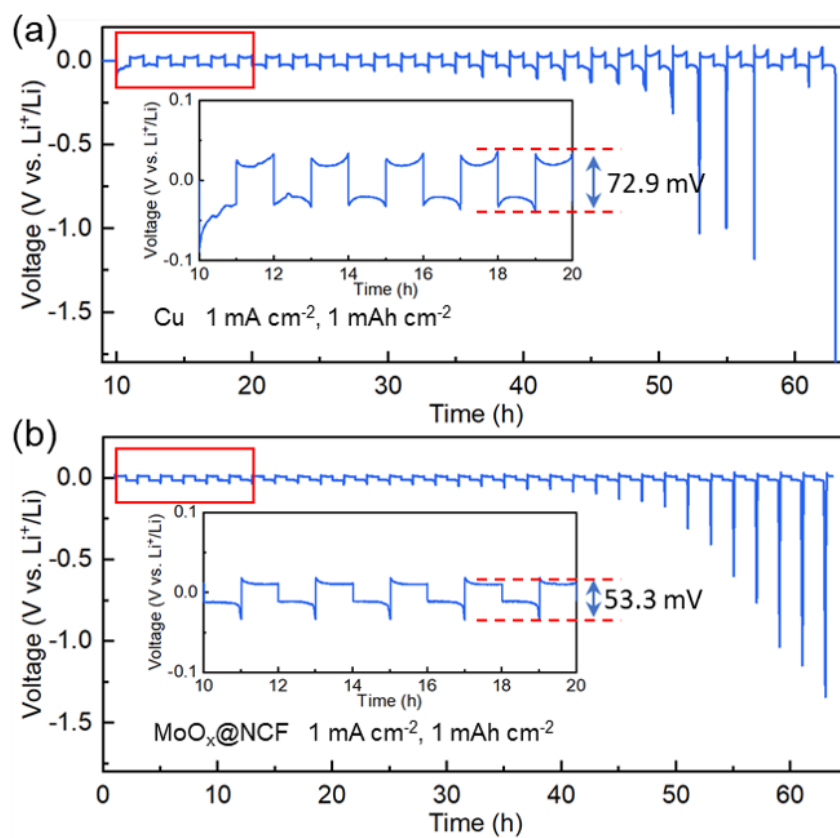 (a)
Voltage (V vs. Li⁺/Li)
0.0
-0.5
-1.0
-1.5
Voltage (V vs. Li⁺/Li)
0.1
0.0
-0.1
10 12 14 16 18 20
Time (h)
72.9 mV
Cu 1 mA cm⁻², 1 mAh cm⁻²
10 20 30 40 50 60
Time (h)
(b)
Voltage (V vs. Li⁺/Li)
0.0
-0.5
-1.0
-1.5
Voltage (V vs. Li⁺/Li)
0.1
0.0
-0.1
10 12 14 16 18 20
Time (h)
53.3 mV
MoOₓ@NCF 1 mA cm⁻², 1 mAh cm⁻²
0 10 20 30 40 50 60
Time (h)